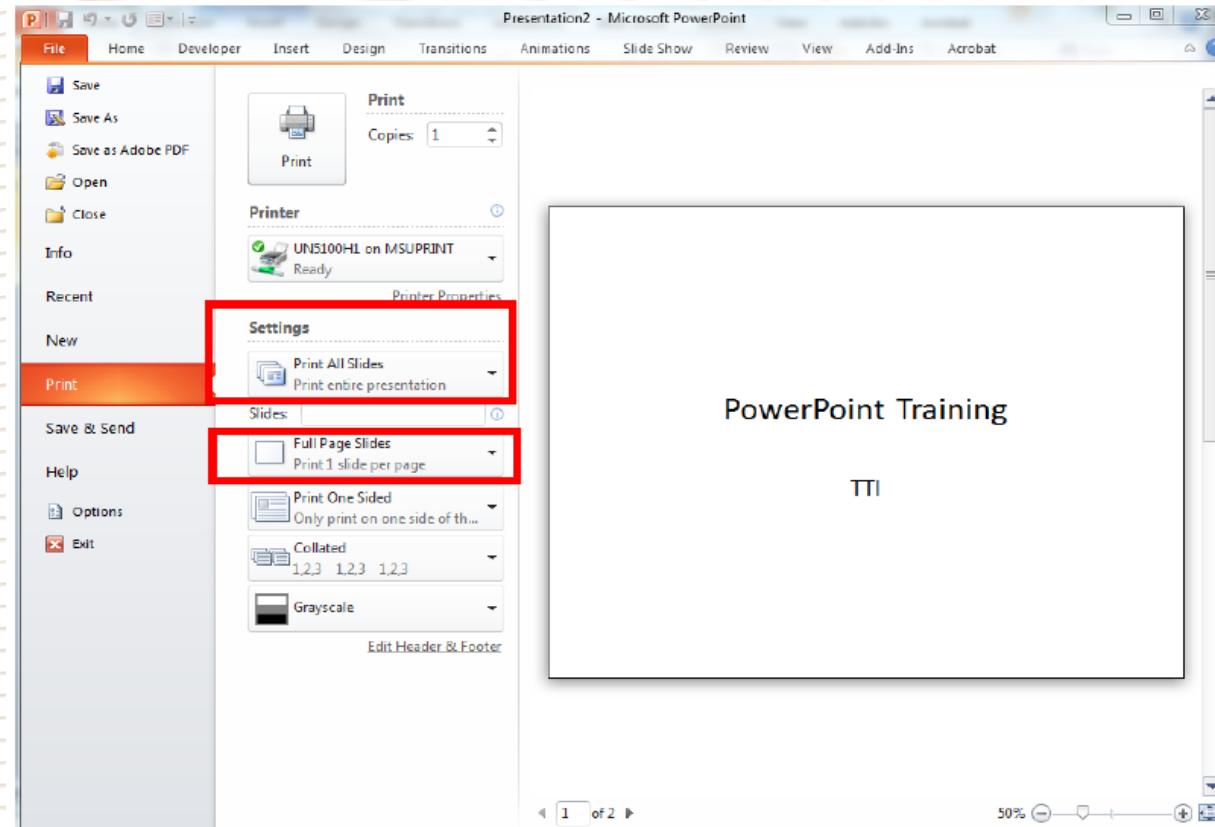 Presentation2 - Microsoft PowerPoint
File Home Developer Insert Design Transitions Animations Slide Show Review View Add-Ins Acrobat
Save
Save As
Save as Adobe PDF
Open
Close
Info
Recent
New
Print
Save & Send
Help
Options
Exit
Print
Print
Copies: 1
Printer
UN5100H1 on MSUPRINT
Ready
Printer Properties
Settings
Print All Slides
Print entire presentation
Slides:
Full Page Slides
Print 1 slide per page
Print One Sided
Only print on one side of th...
Collated
1,2,3 1,2,3 1,2,3
Grayscale
Edit Header & Footer
PowerPoint Training
TTI
1 of 2
50%